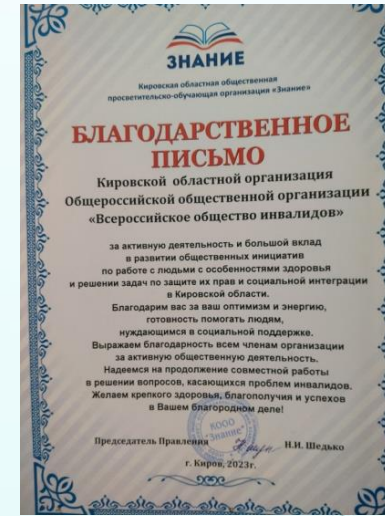 ЗНАНИЕ
Кировская областная общественная
просветительско-обучающая организация «Знание»
БЛАГОДАРСТВЕННОЕ
ПИСЬМО
Кировской областной организация
Общероссийской общественной организации
«Всероссийское общество инвалидов»
за активную деятельность и большой вклад
в развитии общественных инициатив
по работе с людьми с особенностями здоровья
и решении задач по защите их прав и социальной интеграции
в Кировской области.
Благодарим вас за ваш оптимизм и энергию,
готовность помогать людям,
нуждающимся в социальной поддержке.
Выражаем благодарность всем членам организации
за активную общественную деятельность.
Надеемся на продолжение совместной работы
в решении вопросов, касающихся проблем инвалидов.
Желаем крепкого здоровья, благополучия и успехов
в Вашем благородном деле!
КООО
"Знание"
Председатель Правления Н.И. Шедько
г. Киров, 2023г.